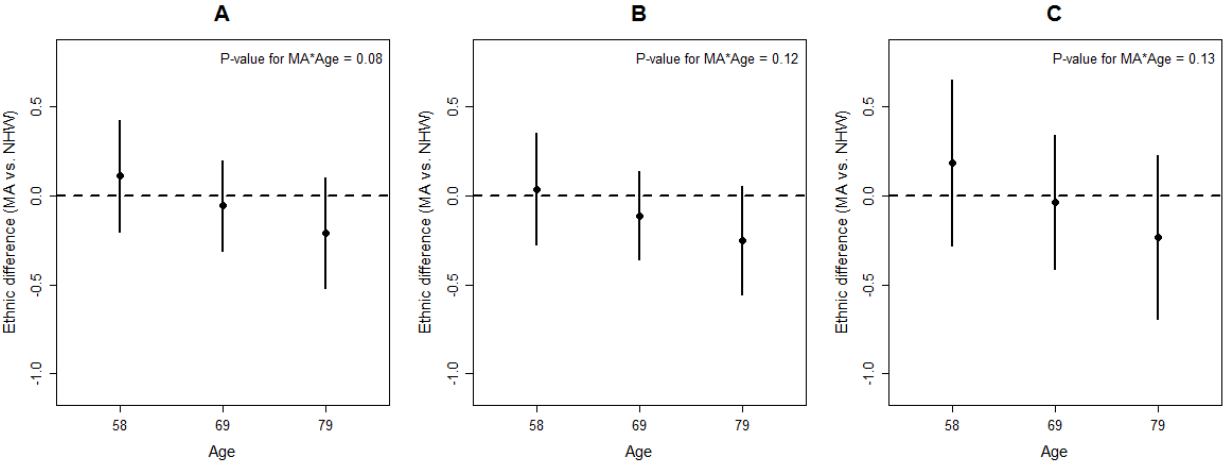 A
P-value for MA*Age = 0.08
Ethnic difference (MA vs. NHW)
0.5
0.0
-0.5
-1.0
58
69
79
Age
B
P-value for MA*Age = 0.12
Ethnic difference (MA vs. NHW)
0.5
0.0
-0.5
-1.0
58
69
79
Age
C
P-value for MA*Age = 0.13
Ethnic difference (MA vs. NHW)
0.5
0.0
-0.5
-1.0
58
69
79
Age